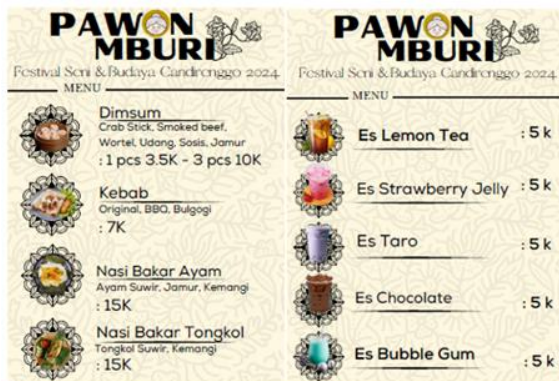 PAWON
MBURI
Festival Seni & Budaya Candirenggo 2024
MENU
Dimsum
Crab Stick, Smoked beef,
Wortel, Udang, Sosis, Jamur
: 1 pcs 3.5K - 3 pcs 10K
Kebab
Original, BBQ, Bulgogi
: 7K
Nasi Bakar Ayam
Ayam Suwir, Jamur, Kemangi
: 15K
Nasi Bakar Tongkol
Tongkol Suwir, Kemangi
: 15K
PAWON
MBURI
Festival Seni & Budaya Candirenggo 2024
MENU
Es Lemon Tea : 5 k
Es Strawberry Jelly : 5 k
Es Taro : 5 k
Es Chocolate : 5 k
Es Bubble Gum : 5 k